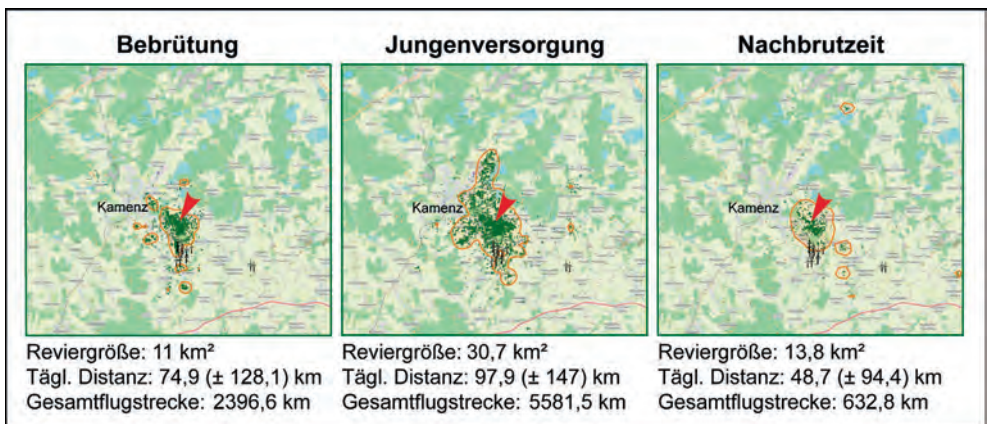 Bebrütung
Jungenversorgung
Nachbrutzeit
Kamenz
Kamenz
Kamenz
Reviergröße: 11 km²
Tägl. Distanz: 74,9 (± 128,1) km
Gesamtflugstrecke: 2396,6 km
Reviergröße: 30,7 km²
Tägl. Distanz: 97,9 (± 147) km
Gesamtflugstrecke: 5581,5 km
Reviergröße: 13,8 km²
Tägl. Distanz: 48,7 (± 94,4) km
Gesamtflugstrecke: 632,8 km